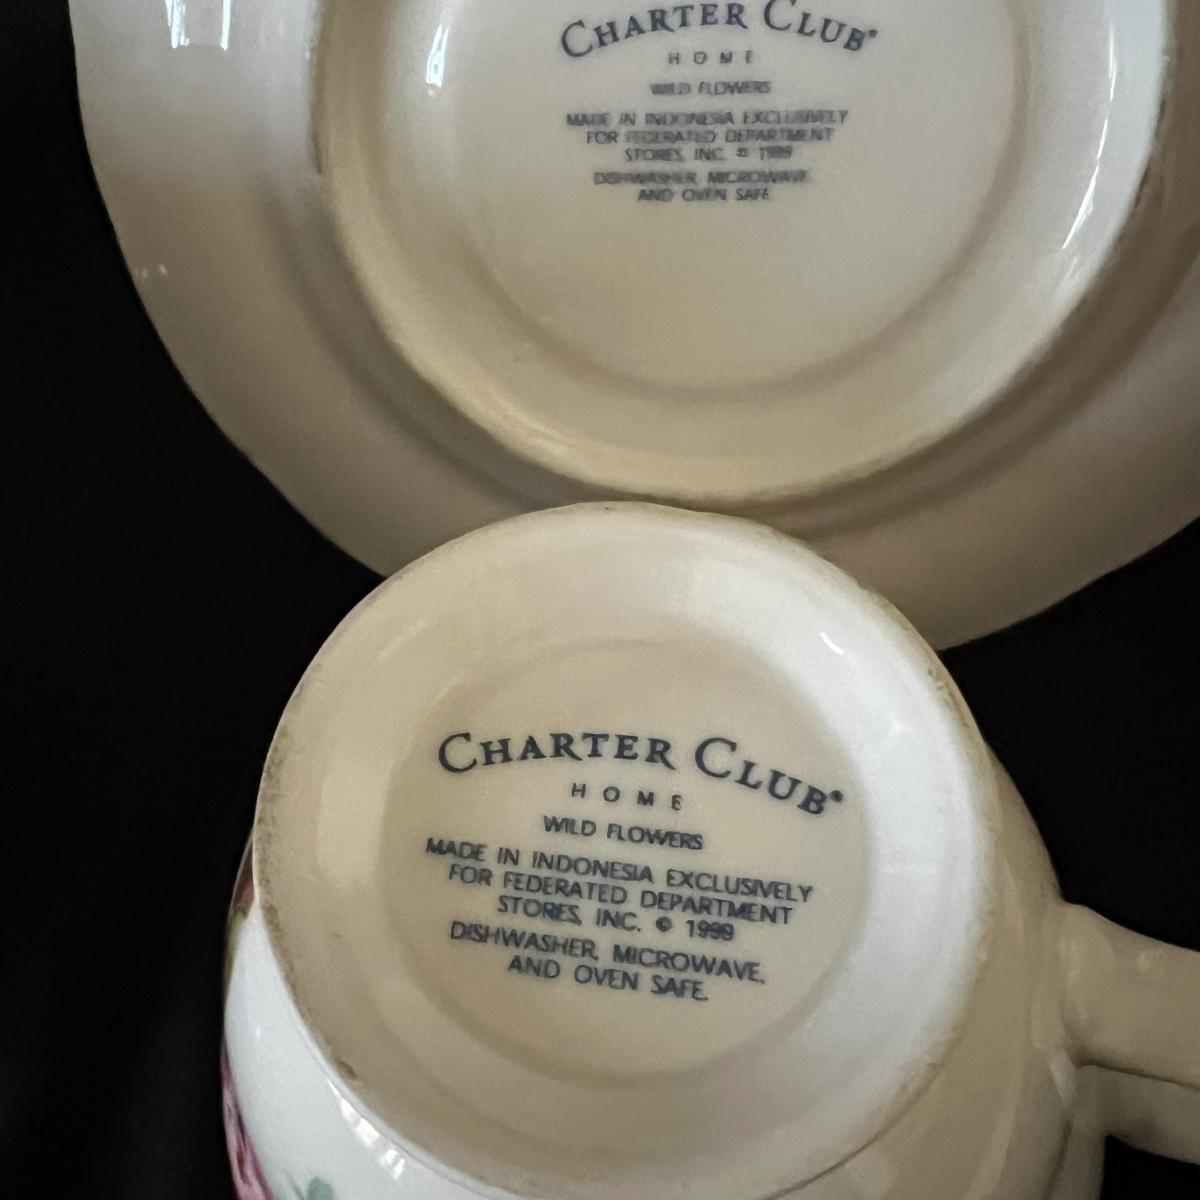 CHARTER CLUB®
HOME
WILD FLOWERS
MADE IN INDONESIA EXCLUSIVELY
FOR FEDERATED DEPARTMENT
STORES, INC. © 1999
DISHWASHER, MICROWAVE,
AND OVEN SAFE.
CHARTER CLUB®
HOME
WILD FLOWERS
MADE IN INDONESIA EXCLUSIVELY
FOR FEDERATED DEPARTMENT
STORES, INC. © 1999
DISHWASHER, MICROWAVE,
AND OVEN SAFE.